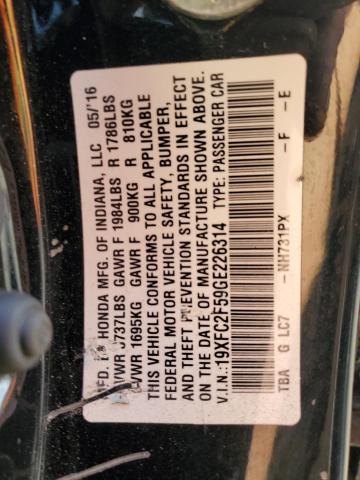 MFD. BY HONDA MFG. OF INDIANA, LLC 05/'16
GVWR 3737LBS GAWR F 1984LBS R 1786LBS
GVWR 1695KG GAWR F 900KG R 810KG
THIS VEHICLE CONFORMS TO ALL APPLICABLE
FEDERAL MOTOR VEHICLE SAFETY, BUMPER,
AND THEFT PREVENTION STANDARDS IN EFFECT
ON THE DATE OF MANUFACTURE SHOWN ABOVE.
V.I.N.: 19XFC2F59GE226314 TYPE: PASSENGER CAR
TBA G LC7 -NH731PX -F -E